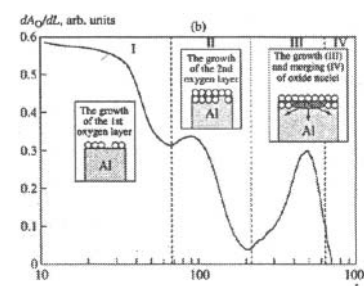 dA_O/dL, arb. units
(b)
0.6
I
II
III
IV
The growth
of the 1st
oxygen layer
Al
The growth
of the 2nd
oxygen layer
Al
The growth (III)
and merging (IV)
of oxide nuclei
Al
0.5
0.4
0.3
0.2
0.1
0
10
100
100